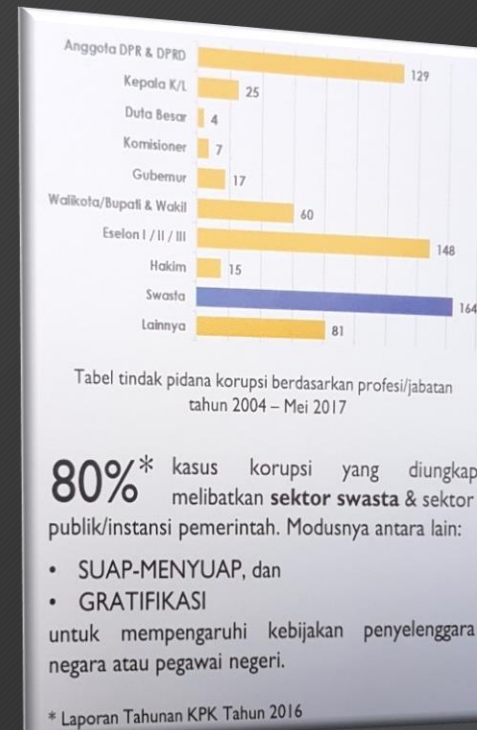 Anggota DPR & DPRD 129
Kepala K/L 25
Duta Besar 4
Komisioner 7
Gubernur 17
Walikota/Bupati & Wakil 60
Eselon I / II / III 148
Hakim 15
Swasta 164
Lainnya 81
Tabel tindak pidana korupsi berdasarkan profesi/jabatan
tahun 2004 – Mei 2017
80%* kasus korupsi yang diungkap
melibatkan sektor swasta & sektor
publik/instansi pemerintah. Modusnya antara lain:
• SUAP-MENYUAP, dan
• GRATIFIKASI
untuk mempengaruhi kebijakan penyelenggara
negara atau pegawai negeri.
* Laporan Tahunan KPK Tahun 2016